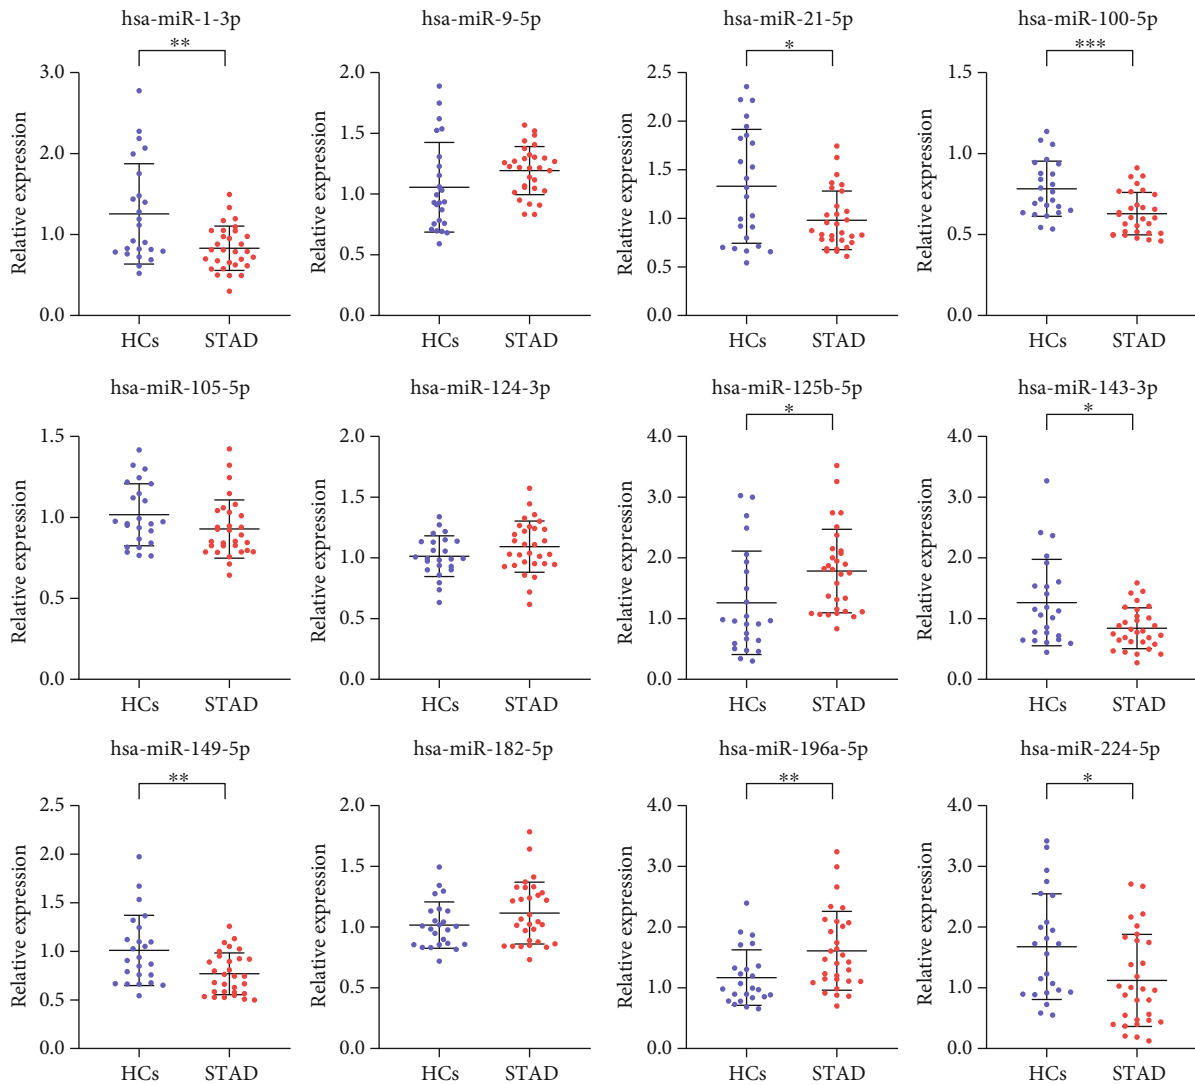 hsa-miR-1-3p
**
Relative expression
3.0
2.0
1.0
0.0
HCs STAD
hsa-miR-9-5p
Relative expression
2.0
1.5
1.0
0.5
0.0
HCs STAD
hsa-miR-21-5p
*
Relative expression
2.5
2.0
1.5
1.0
0.5
0.0
HCs STAD
hsa-miR-100-5p
***
Relative expression
1.5
1.0
0.5
0.0
HCs STAD
hsa-miR-105-5p
Relative expression
1.5
1.0
0.5
0.0
HCs STAD
hsa-miR-124-3p
Relative expression
2.0
1.5
1.0
0.5
0.0
HCs STAD
hsa-miR-125b-5p
*
Relative expression
4.0
3.0
2.0
1.0
0.0
HCs STAD
hsa-miR-143-3p
*
Relative expression
4.0
3.0
2.0
1.0
0.0
HCs STAD
hsa-miR-149-5p
**
Relative expression
2.5
2.0
1.5
1.0
0.5
0.0
HCs STAD
hsa-miR-182-5p
Relative expression
2.0
1.5
1.0
0.5
0.0
HCs STAD
hsa-miR-196a-5p
**
Relative expression
4.0
3.0
2.0
1.0
0.0
HCs STAD
hsa-miR-224-5p
*
Relative expression
4.0
3.0
2.0
1.0
0.0
HCs STAD